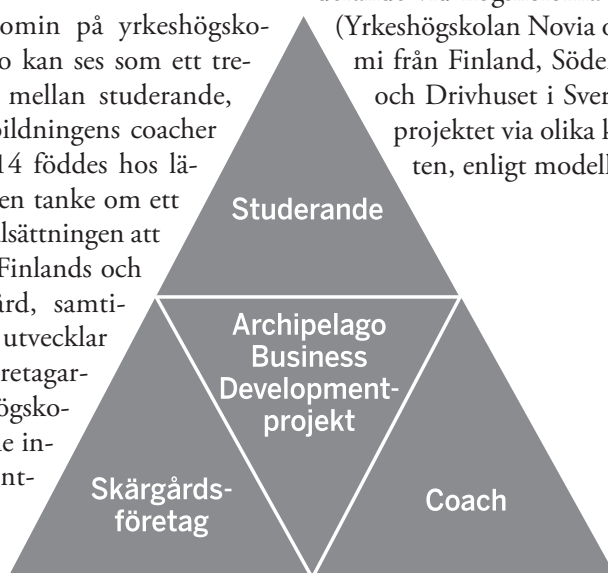 omin på yrkeshögsko-
o kan ses som ett tre-
mellan studerande,
ildningens coacher
14 föddes hos lä-
en tanke om ett
lsättningen att
Finlands och
ård, samti-
utvecklar
retagar-
ögsko-
e in-
nt-
(Yrkeshögskolan Novia
mi från Finland, Söde
och Drivhuset i Sver
projektet via olika
ten, enligt modell
Studerande
Archipelago
Business
Development-
projekt
Skärgårds-
företag
Coach